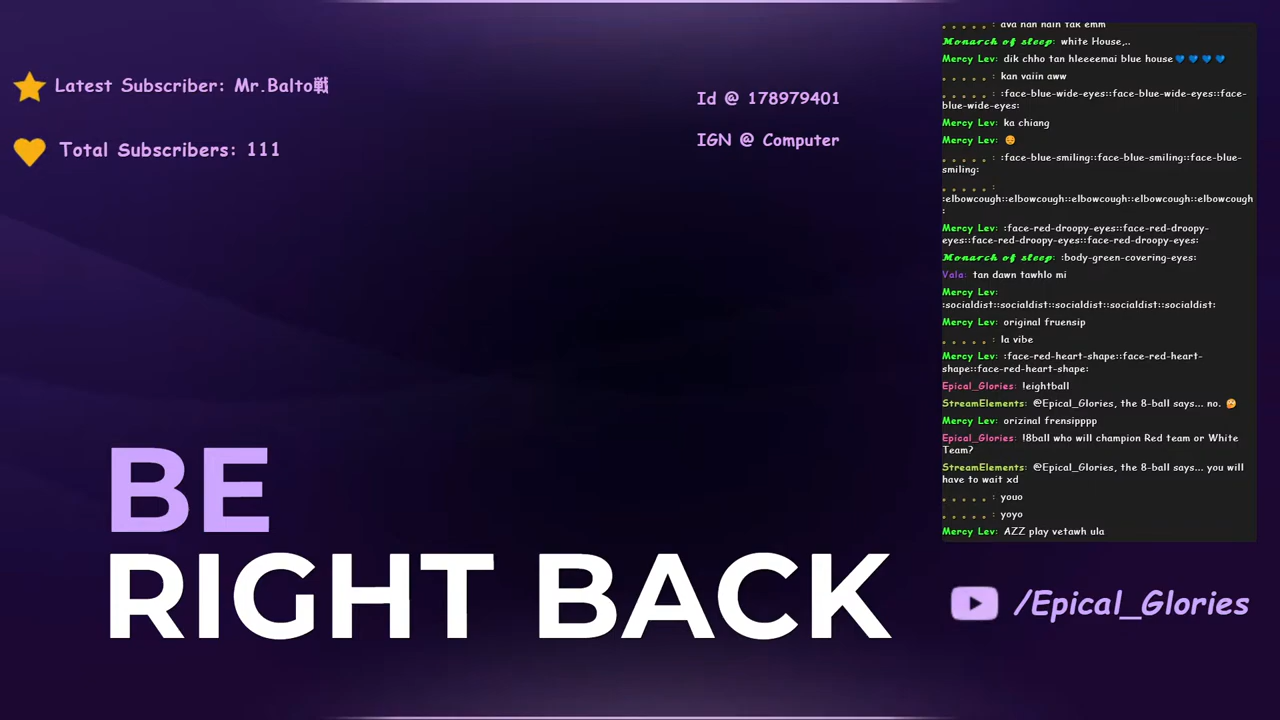 Latest Subscriber: Mr.Balto戦
Total Subscribers: 111
Id @ 178979401
IGN @ Computer
BE
RIGHT BACK
。。。。。: ava han hain tak emm
Monarch of sleep: white House,..
Mercy Lev: dik chho tan hleeeemai blue house💙💙💙💙
。。。。。: kan vaiin aww
。。。。。: :face-blue-wide-eyes::face-blue-wide-eyes::face-
blue-wide-eyes:
Mercy Lev: ka chiang
Mercy Lev: ☺️
。。。。。: :face-blue-smiling::face-blue-smiling::face-blue-
smiling:
。。。。。:
:elbowcough::elbowcough::elbowcough::elbowcough::elbowcough
:
Mercy Lev: :face-red-droopy-eyes::face-red-droopy-
eyes::face-red-droopy-eyes::face-red-droopy-eyes:
Monarch of sleep: :body-green-covering-eyes:
Vala: tan dawn tawhlo mi
Mercy Lev:
:socialdist::socialdist::socialdist::socialdist::socialdist:
Mercy Lev: original fruensip
。。。。。: la vibe
Mercy Lev: :face-red-heart-shape::face-red-heart-
shape::face-red-heart-shape:
Epical_Glories: !eightball
StreamElements: @Epical_Glories, the 8-ball says... no. 🤔
Mercy Lev: orizinal frensipppp
Epical_Glories: !8ball who will champion Red team or White
Team?
StreamElements: @Epical_Glories, the 8-ball says... you will
have to wait xd
。。。。。: youo
。。。。。: yoyo
Mercy Lev: AZZ play vetawh ula
/Epical_Glories